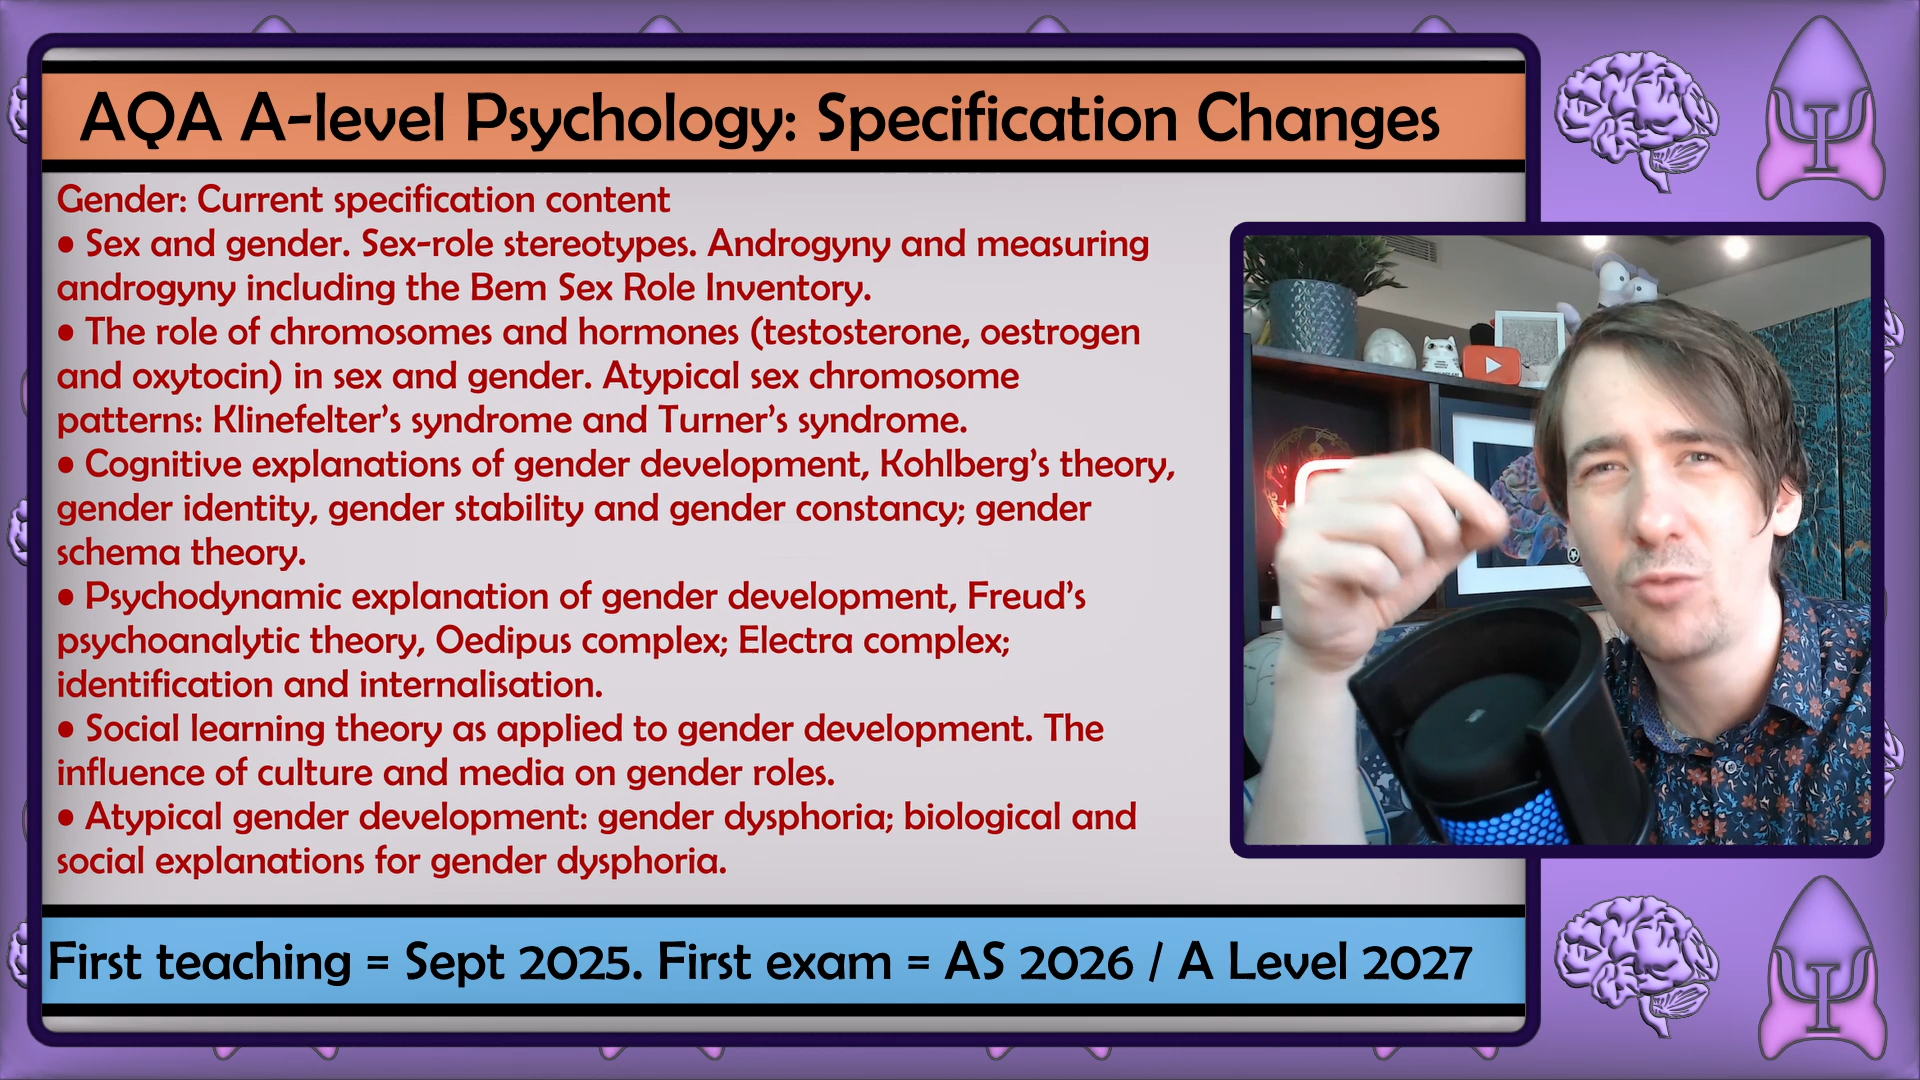 AQA A-level Psychology: Specification Changes
Gender: Current specification content
• Sex and gender. Sex-role stereotypes. Androgyny and measuring
androgyny including the Bem Sex Role Inventory.
• The role of chromosomes and hormones (testosterone, oestrogen
and oxytocin) in sex and gender. Atypical sex chromosome
patterns: Klinefelter’s syndrome and Turner’s syndrome.
• Cognitive explanations of gender development, Kohlberg’s theory,
gender identity, gender stability and gender constancy; gender
schema theory.
• Psychodynamic explanation of gender development, Freud’s
psychoanalytic theory, Oedipus complex; Electra complex;
identification and internalisation.
• Social learning theory as applied to gender development. The
influence of culture and media on gender roles.
• Atypical gender development: gender dysphoria; biological and
social explanations for gender dysphoria.
First teaching = Sept 2025. First exam = AS 2026 / A Level 2027